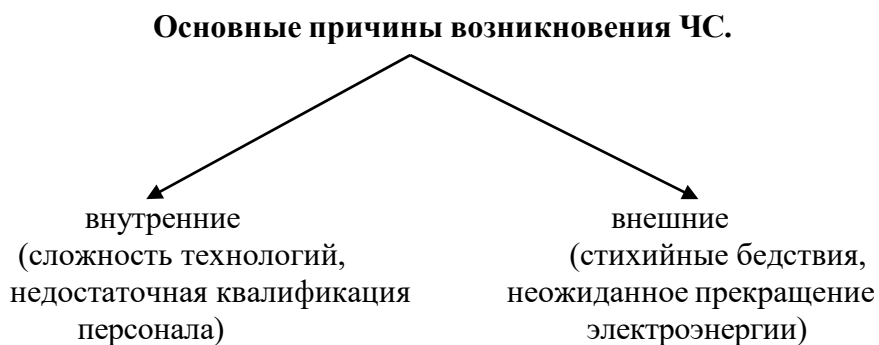 Основные причины возникновения ЧС.
внутренние
(сложность технологий,
недостаточная квалификация
персонала)
внешние
(стихийные бедствия,
неожиданное прекращение
электроэнергии)